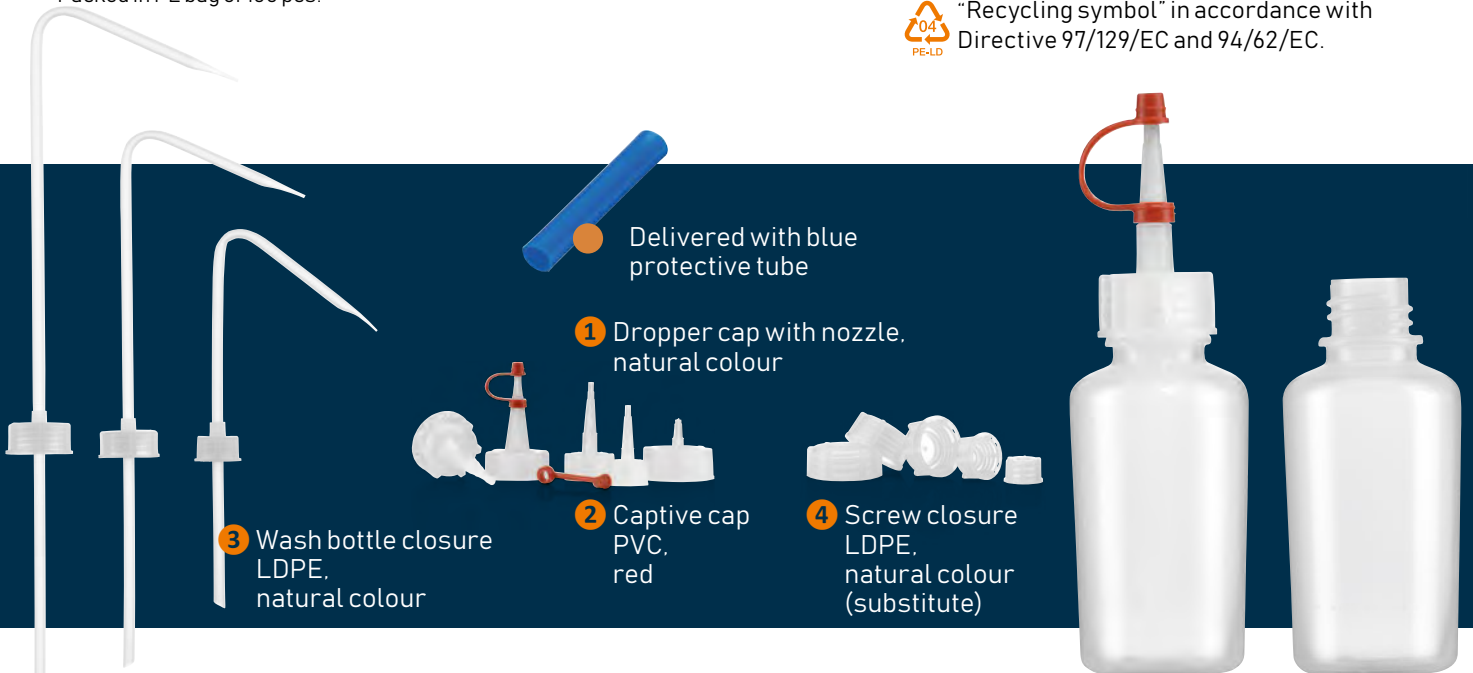 "Recycling symbol" in accordance with
Directive 97/129/EC and 94/62/EC.
04
PE-LD
Delivered with blue
protective tube
1 Dropper cap with nozzle,
natural colour
2 Captive cap
PVC,
red
3 Wash bottle closure
LDPE,
natural colour
4 Screw closure
LDPE,
natural colour
(substitute)